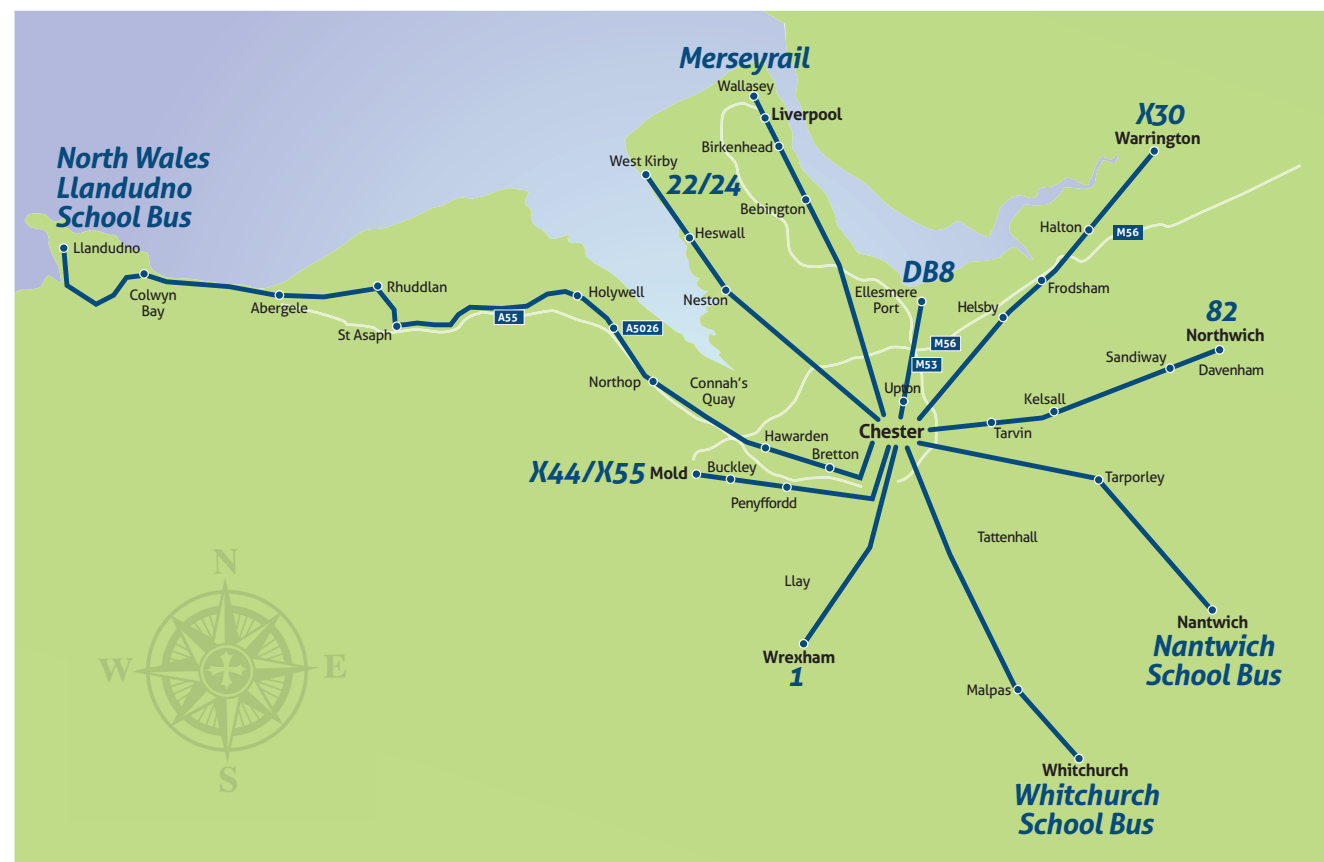 Merseyrail
Wallasey
Liverpool
Birkenhead
Bebington
X30
Warrington
Halton
M56
Frodsham
Helsby
West Kirby
22/24
Heswall
Neston
DB8
Ellesmere
Port
M56
M53
Upton
North Wales
Llandudno
School Bus
Llandudno
Colwyn
Bay
Abergele
Rhuddlan
St Asaph
A55
Holywell
A5026
Northop
Connah's
Quay
Hawarden
Bretton
Chester
82
Northwich
Sandiway
Davenham
Kelsall
Tarvin
X44/X55 Mold
Buckley
Penyffordd
Tarporley
Tattenhall
Llay
Wrexham
1
Nantwich
Nantwich
School Bus
Malpas
Whitchurch
Whitchurch
School Bus
N
W
E
S